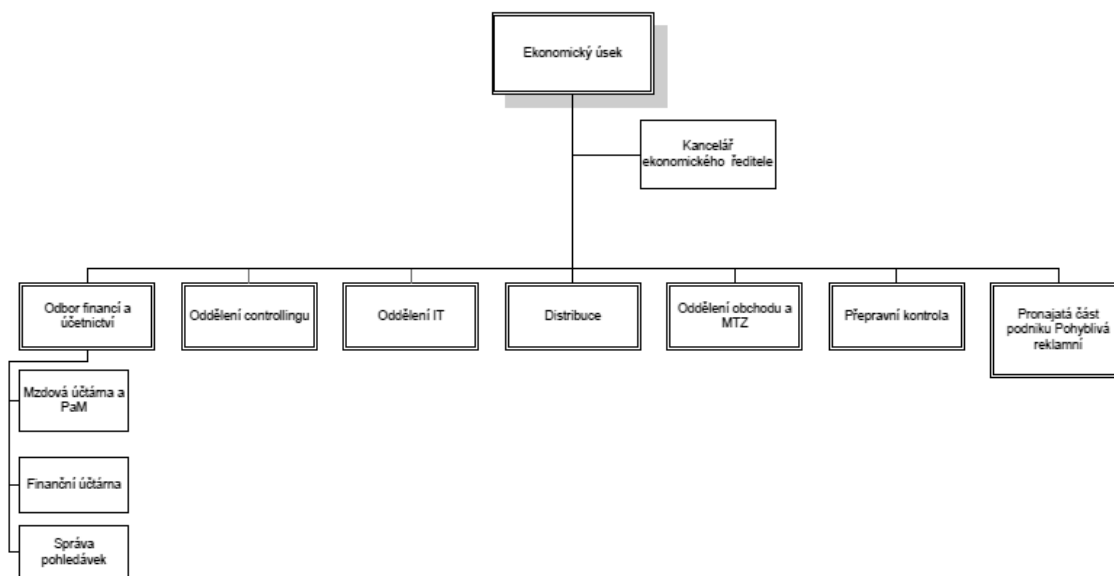 Ekonomický úsek
Kancelář
ekonomického ředitele
Odbor financí a
účetnictví
Oddělení controllingu
Oddělení IT
Distribuce
Oddělení obchodu a
MTZ
Přepravní kontrola
Pronajatá část
podniku Pohyblivá
reklamní
Mzdová účtárna a
PaM
Finanční účtárna
Správa
pohledávek